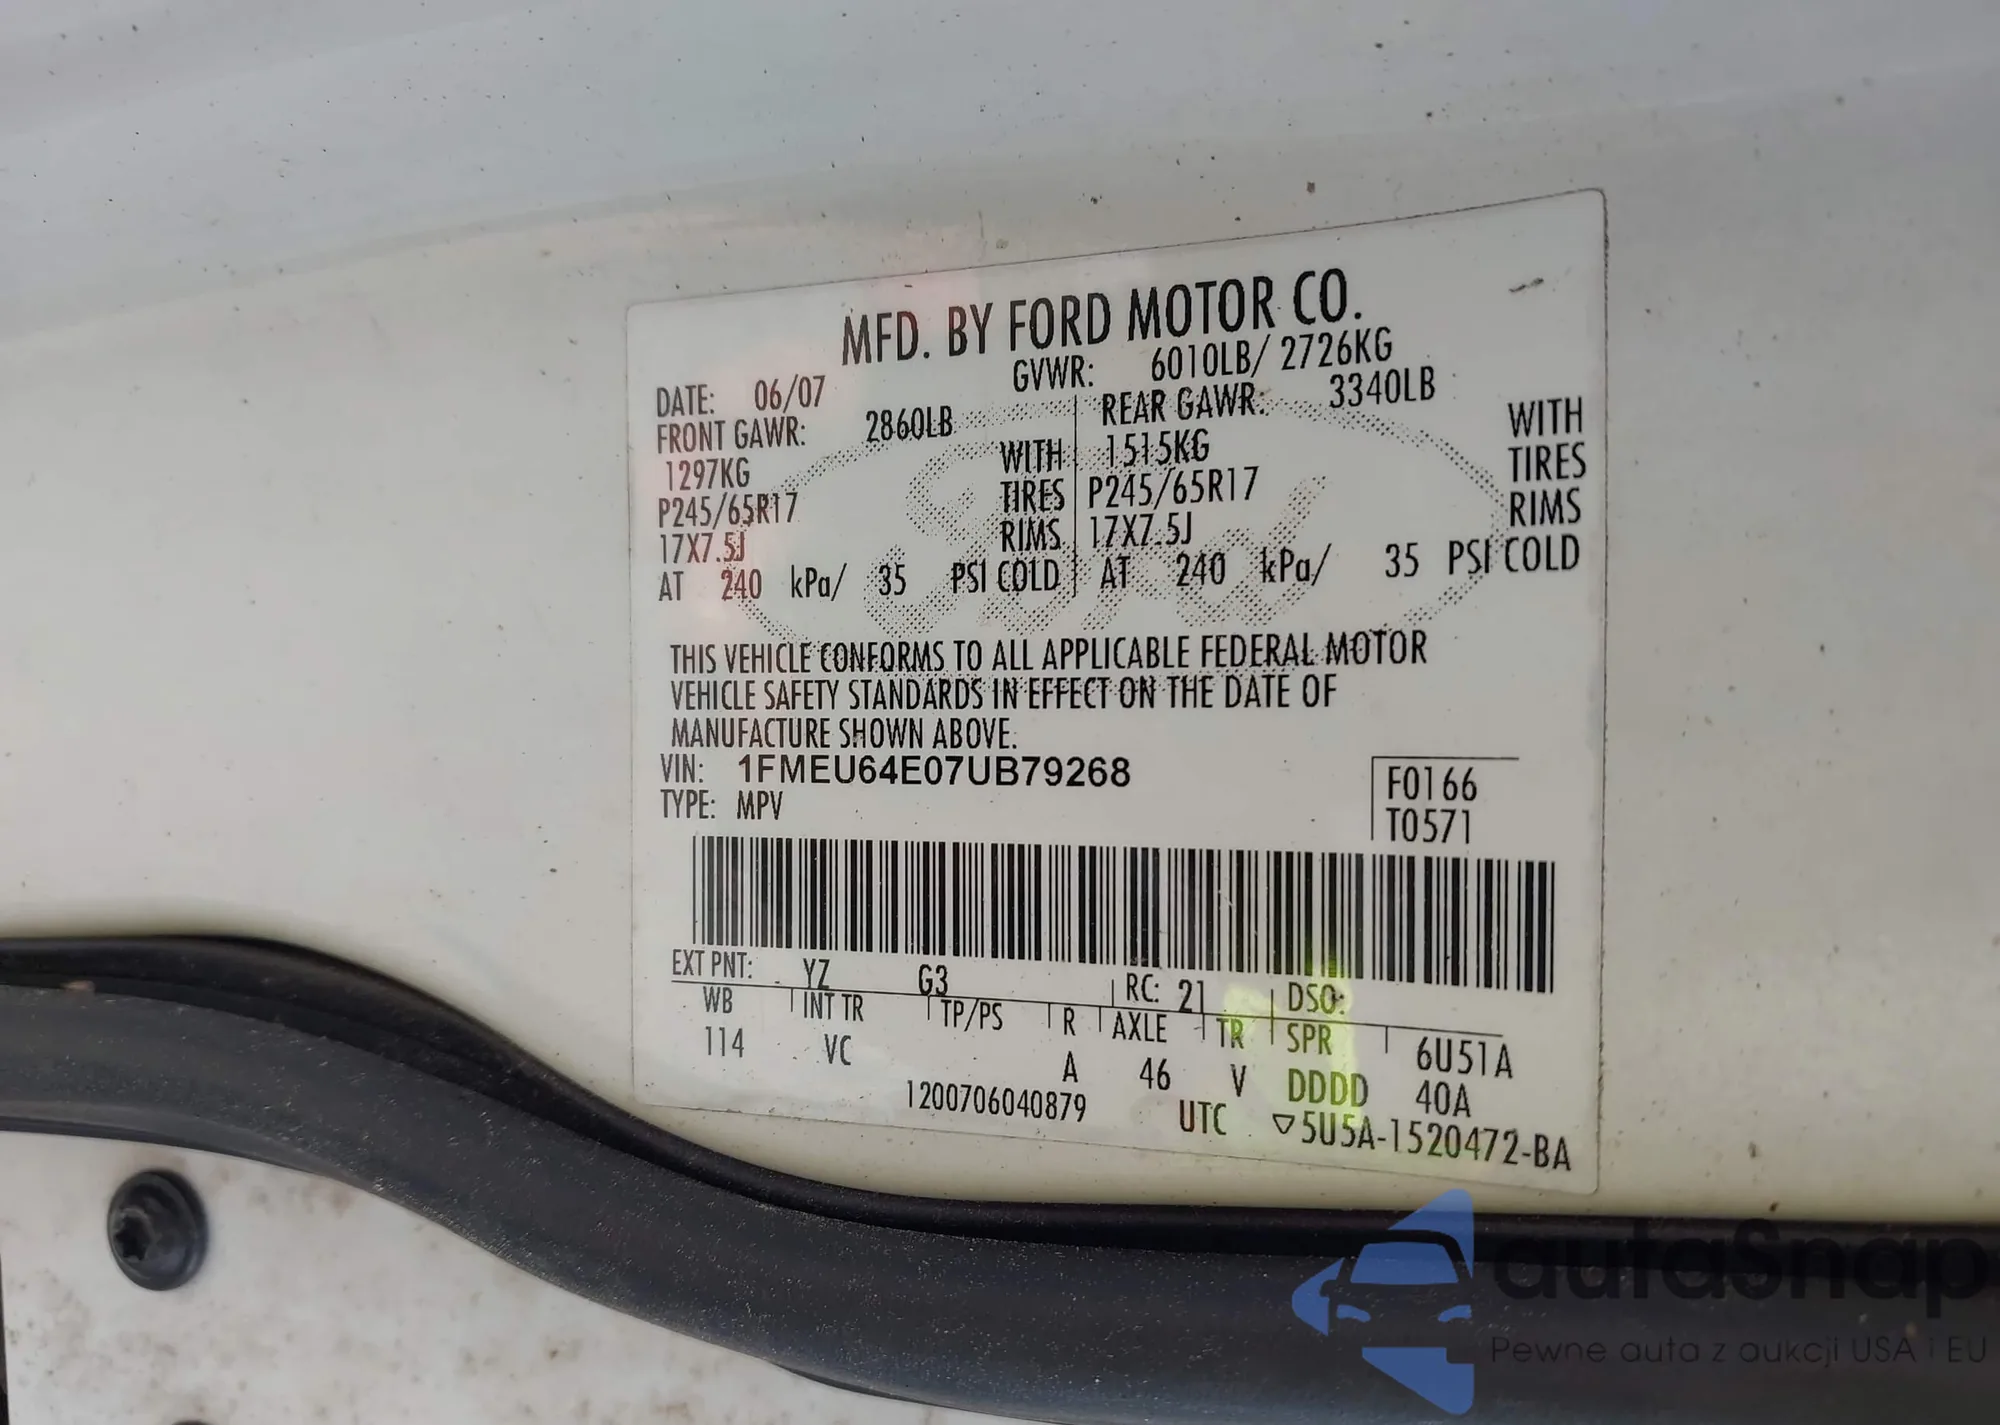 MFD. BY FORD MOTOR CO.
DATE: 06/07 GVWR: 6010LB/ 2726KG
FRONT GAWR: 2860LB REAR GAWR: 3340LB
1297KG WITH 1515KG WITH
P245/65R17 TIRES P245/65R17 TIRES
17X7.5J RIMS 17X7.5J RIMS
AT 240 kPa/ 35 PSI COLD AT 240 kPa/ 35 PSI COLD
Ford
THIS VEHICLE CONFORMS TO ALL APPLICABLE FEDERAL MOTOR
VEHICLE SAFETY STANDARDS IN EFFECT ON THE DATE OF
MANUFACTURE SHOWN ABOVE.
VIN: 1FMEU64E07UB79268 F0166
TYPE: MPV T0571
EXT PNT: YZ G3 RC: 21 DSO:
WB INT TR TP/PS R AXLE TR SPR 6U51A
114 VC A 46 V DDDD 40A
1200706040879 UTC ▽5U5A-1520472-BA
autaSnap
Pewne auta z aukcji USA i EU